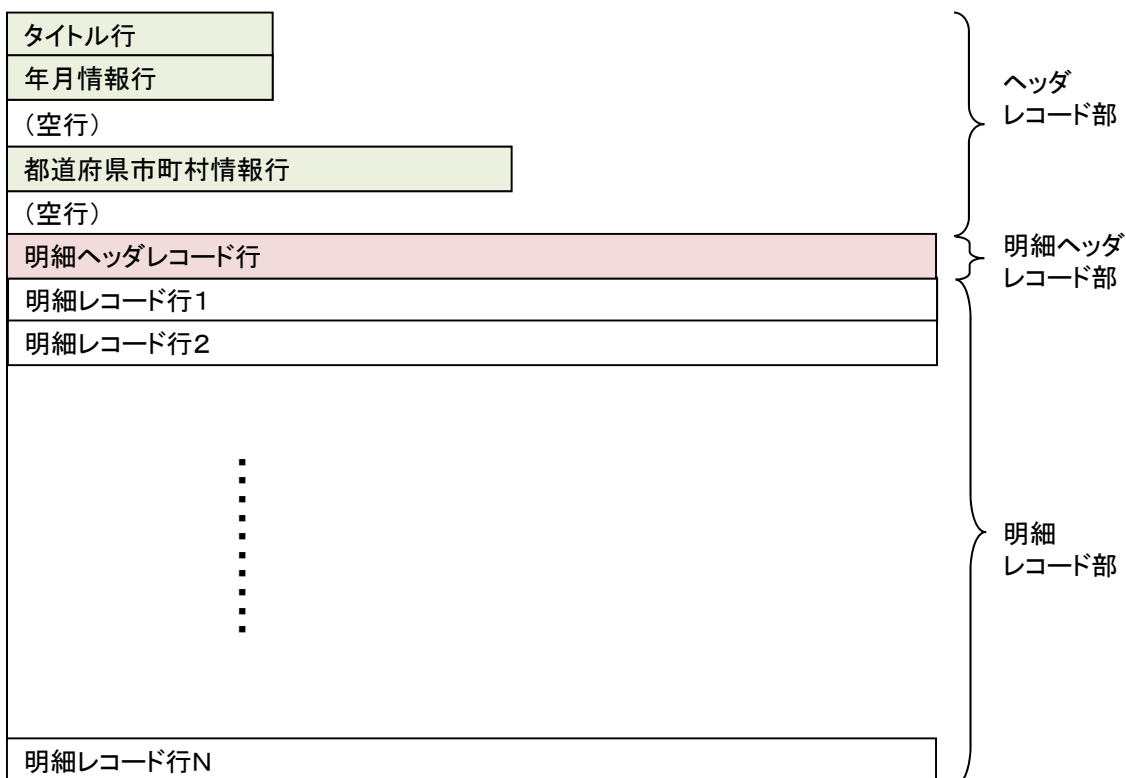 タイトル行
年月情報行
（空行）
都道府県市町村情報行
（空行）
明細ヘッダレコード行
明細レコード行１
明細レコード行２
明細レコード行Ｎ
ヘッダ
レコード部
明細ヘッダ
レコード部
明細
レコード部